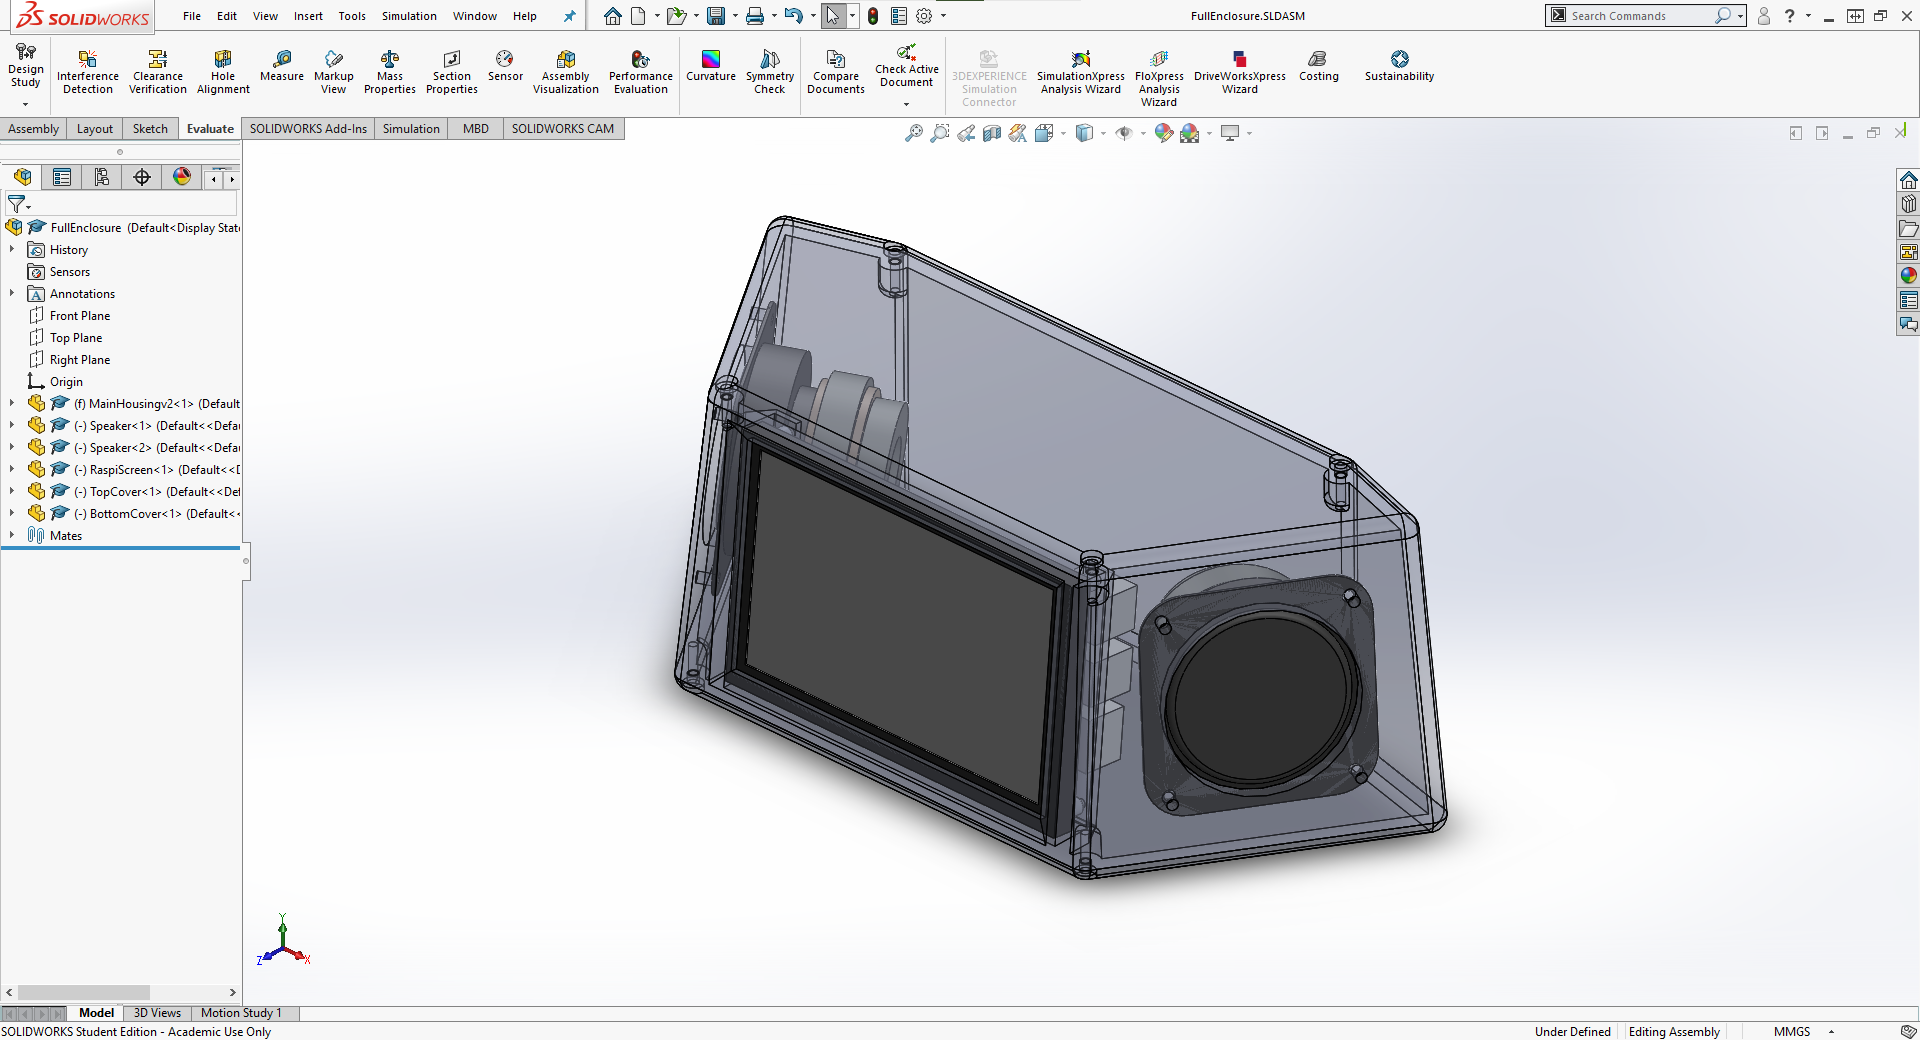 SOLIDWORKS
File Edit View Insert Tools Simulation Window Help
FullEnclosure.SLDASM
Search Commands
Design Study
Interference Detection
Clearance Verification
Hole Alignment
Measure
Markup View
Mass Properties
Section Properties
Sensor
Assembly Visualization
Performance Evaluation
Curvature
Symmetry Check
Compare Documents
Check Active Document
3DEXPERIENCE Simulation Connector
SimulationXpress Analysis Wizard
FloXpress Analysis Wizard
DriveWorksXpress Wizard
Costing
Sustainability
Assembly Layout Sketch Evaluate SOLIDWORKS Add-Ins Simulation MBD SOLIDWORKS CAM
FullEnclosure (Default<Display Stat
History
Sensors
Annotations
Front Plane
Top Plane
Right Plane
Origin
(f) MainHousingv2<1> (Default
(-) Speaker<1> (Default<<Defau
(-) Speaker<2> (Default<<Defau
(-) RaspiScreen<1> (Default<<D
(-) TopCover<1> (Default<<Def
(-) BottomCover<1> (Default<<
Mates
Y
Z
X
Model 3D Views Motion Study 1
SOLIDWORKS Student Edition - Academic Use Only
Under Defined Editing Assembly MMGS